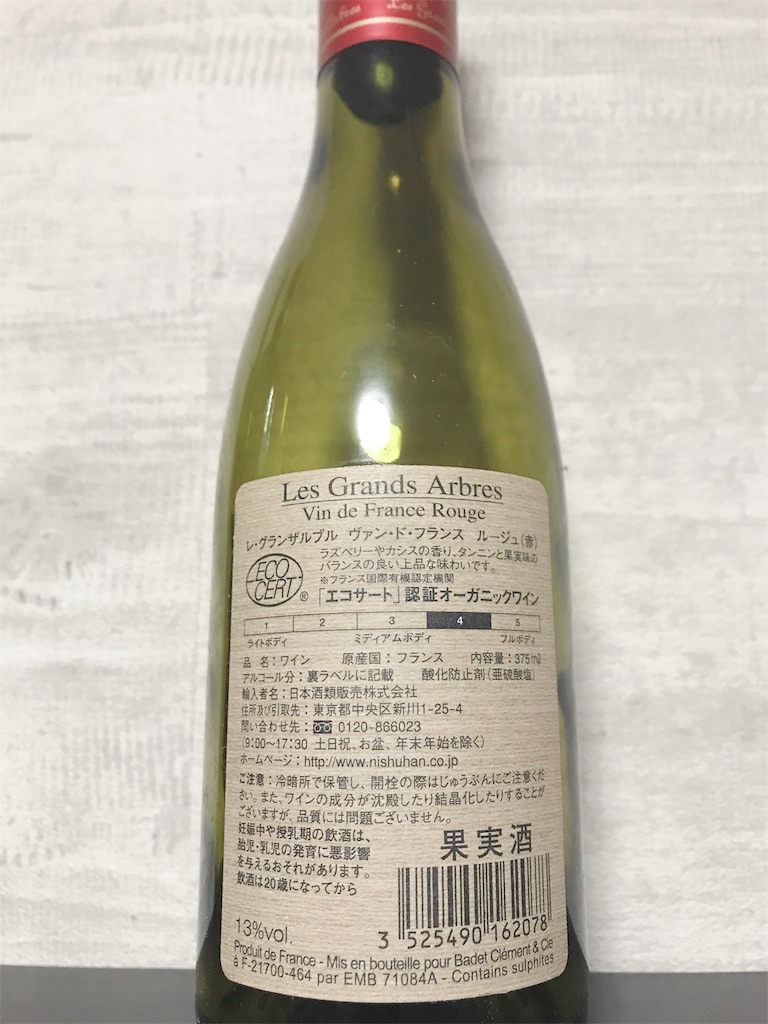 Les Grands Arbres
Vin de France Rouge
レ・グランザルブル ヴァン・ド・フランス ルージュ(赤)
ラズベリーやカシスの香り、タンニンと果実味の
バランスの良い上品な味わいです。
※フランス国際有機認定機関
ECO
CERT
®
「エコサート」認証オーガニックワイン
1 2 3 4 5
ライトボディ ミディアムボディ フルボディ
品 名：ワイン 原産国：フランス 内容量：375mℓ
アルコール分：裏ラベルに記載 酸化防止剤(亜硫酸塩)
輸入者名：日本酒類販売株式会社
住所及び引取先：東京都中央区新川1-25-4
問い合わせ先： 0120-866023
(9:00〜17:30 土日祝、お盆、年末年始を除く)
ホームページ：http://www.nishuhan.co.jp
ご注意：冷暗所で保管し、開栓の際はじゅうぶんにご注意くだ
さい。また、ワインの成分が沈殿したり結晶化したりすることが
ございますが、品質には問題ございません。
妊娠中や授乳期の飲酒は、
胎児・乳児の発育に悪影響
を与えるおそれがあります。
飲酒は20歳になってから
果実酒
13%vol.
3 525490 162078
Produit de France - Mis en bouteille pour Badet Clément & Cie
à F-21700-464 par EMB 71084A - Contains sulphites